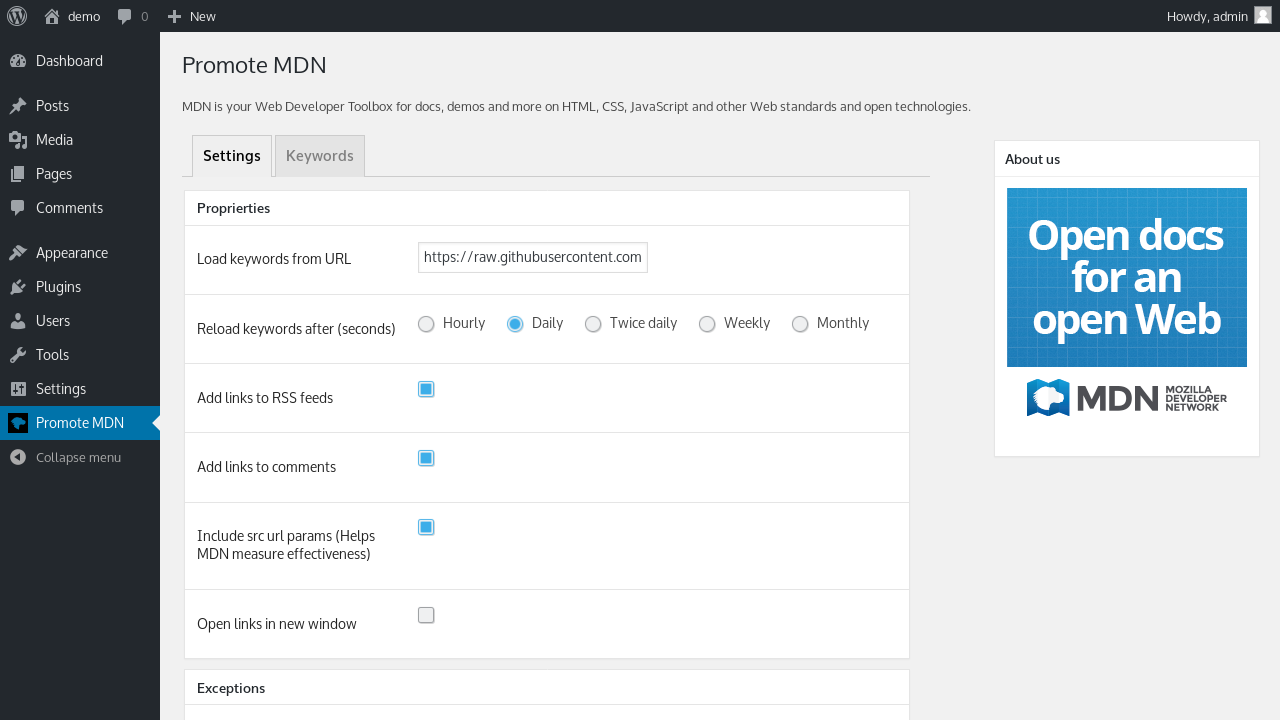 demo
0
New
Howdy, admin
Dashboard
Posts
Media
Pages
Comments
Appearance
Plugins
Users
Tools
Settings
Promote MDN
Collapse menu
Promote MDN
MDN is your Web Developer Toolbox for docs, demos and more on HTML, CSS, JavaScript and other Web standards and open technologies.
Settings
Keywords
Proprierties
Load keywords from URL
https://raw.githubusercontent.com
Reload keywords after (seconds)
Hourly
Daily
Twice daily
Weekly
Monthly
Add links to RSS feeds
Add links to comments
Include src url params (Helps
MDN measure effectiveness)
Open links in new window
Exceptions
About us
Open docs
for an
open Web
MDN
MOZILLA
DEVELOPER
NETWORK